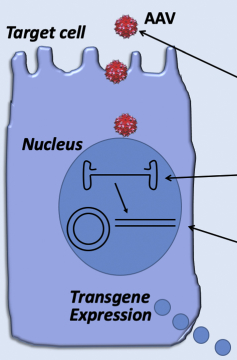 AAV
Target cell
Nucleus
Transgene
Expression